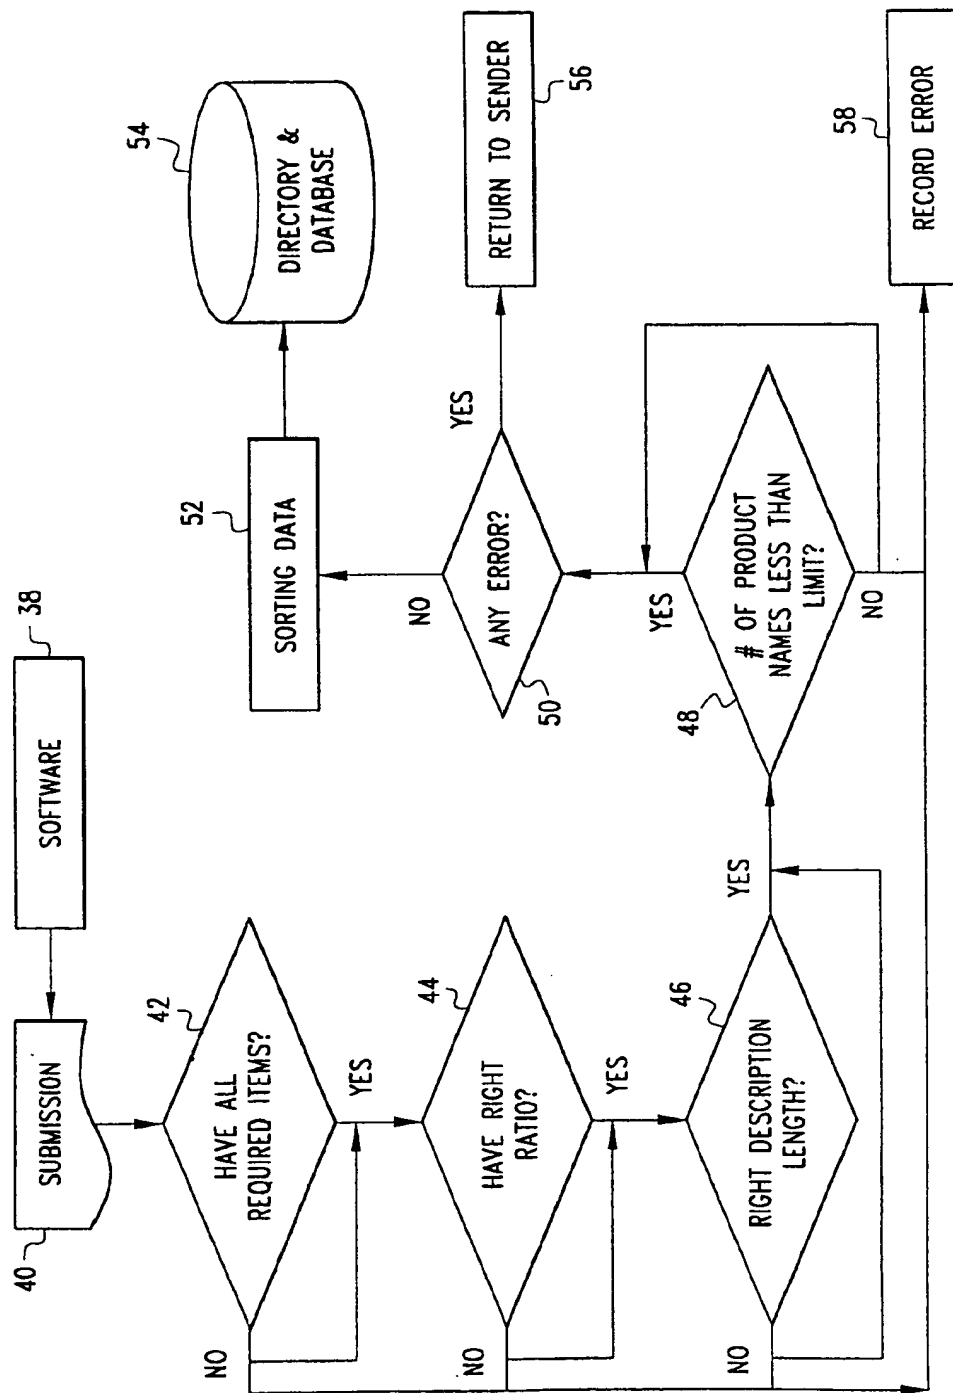 SOFTWARE
38
SUBMISSION
40
HAVE ALL
REQUIRED ITEMS?
42
NO
YES
HAVE RIGHT
RATIO?
44
NO
YES
RIGHT DESCRIPTION
LENGTH?
46
NO
YES
# OF PRODUCT
NAMES LESS THAN
LIMIT?
48
YES
NO
ANY ERROR?
50
NO
YES
SORTING DATA
52
DIRECTORY &
DATABASE
54
RETURN TO SENDER
56
RECORD ERROR
58